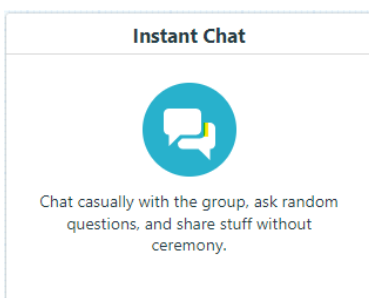 Instant Chat
Chat casually with the group, ask random
questions, and share stuff without
ceremony.